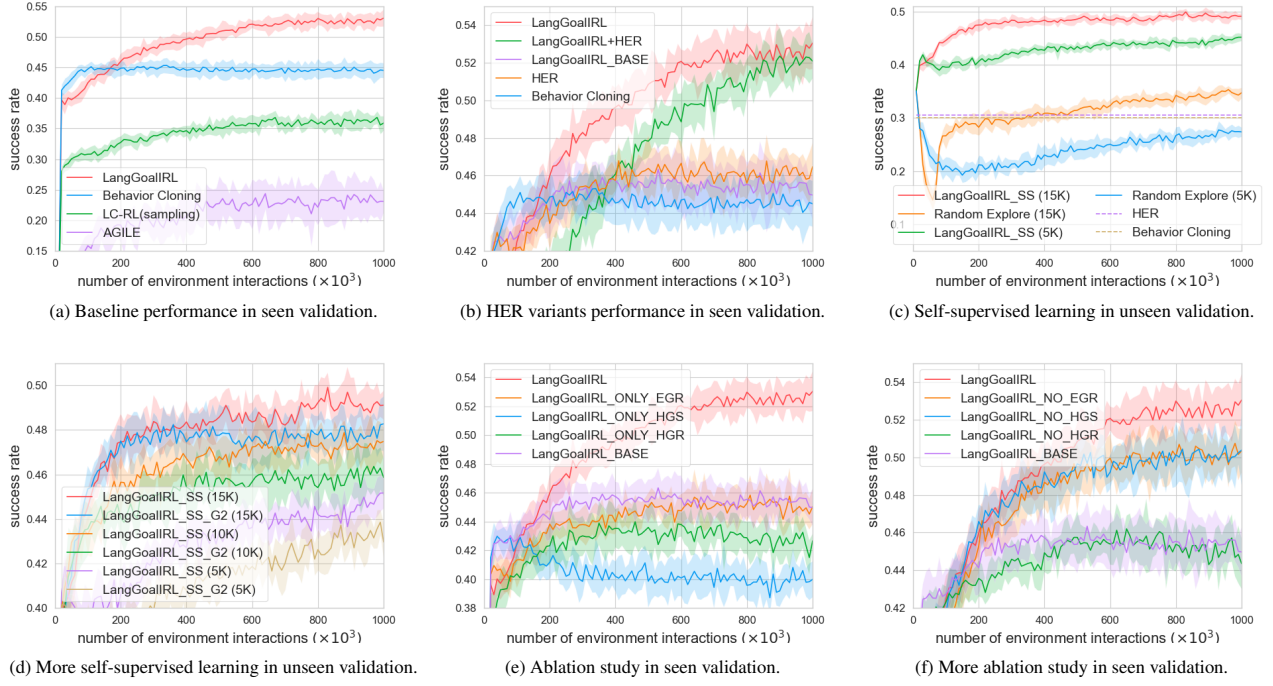 0.55
0.50
0.45
0.40
0.35
0.30
0.25
0.20
0.15
success rate
LangGoalIRL
Behavior Cloning
LC-RL(sampling)
AGILE
0 200 400 600 800 1000
number of environment interactions (×10³)
(a) Baseline performance in seen validation.
0.54
0.52
0.50
0.48
0.46
0.44
0.42
success rate
LangGoalIRL
LangGoalIRL+HER
LangGoalIRL_BASE
HER
Behavior Cloning
0 200 400 600 800 1000
number of environment interactions (×10³)
(b) HER variants performance in seen validation.
0.5
0.4
0.3
0.2
0.1
success rate
LangGoalIRL_SS (15K)
Random Explore (15K)
LangGoalIRL_SS (5K)
Random Explore (5K)
HER
Behavior Cloning
0 200 400 600 800 1000
number of environment interactions (×10³)
(c) Self-supervised learning in unseen validation.
0.50
0.48
0.46
0.44
0.42
0.40
success rate
LangGoalIRL_SS (15K)
LangGoalIRL_SS_G2 (15K)
LangGoalIRL_SS (10K)
LangGoalIRL_SS_G2 (10K)
LangGoalIRL_SS (5K)
LangGoalIRL_SS_G2 (5K)
0 200 400 600 800 1000
number of environment interactions (×10³)
(d) More self-supervised learning in unseen validation.
0.54
0.52
0.50
0.48
0.46
0.44
0.42
0.40
0.38
success rate
LangGoalIRL
LangGoalIRL_ONLY_EGR
LangGoalIRL_ONLY_HGS
LangGoalIRL_ONLY_HGR
LangGoalIRL_BASE
0 200 400 600 800 1000
number of environment interactions (×10³)
(e) Ablation study in seen validation.
0.54
0.52
0.50
0.48
0.46
0.44
0.42
success rate
LangGoalIRL
LangGoalIRL_NO_EGR
LangGoalIRL_NO_HGS
LangGoalIRL_NO_HGR
LangGoalIRL_BASE
0 200 400 600 800 1000
number of environment interactions (×10³)
(f) More ablation study in seen validation.